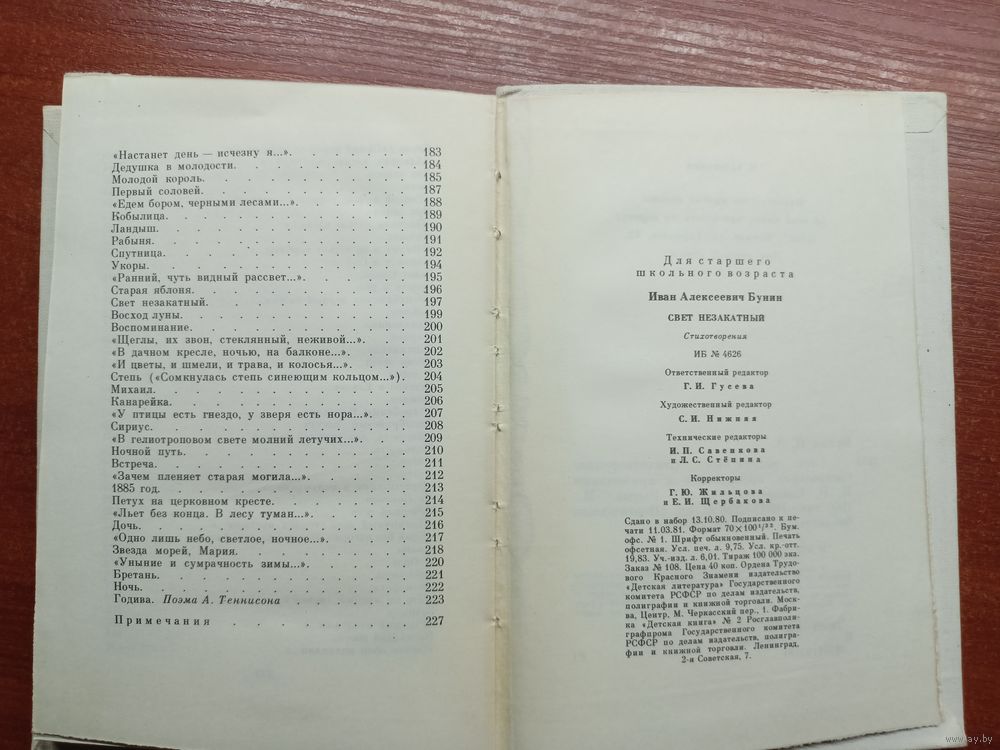 «Настанет день — исчезну я...». . . . . . . 183
Дедушка в молодости. . . . . . . . . . 184
Молодой король. . . . . . . . . . . 185
Первый соловей. . . . . . . . . . . 187
«Едем бором, черными лесами...». . . . . . 188
Кобылица. . . . . . . . . . . . . 189
Ландыш. . . . . . . . . . . . . 190
Рабыня. . . . . . . . . . . . . 191
Спутница. . . . . . . . . . . . . 192
Укоры. . . . . . . . . . . . . . 194
«Ранний, чуть видный рассвет...». . . . . . 195
Старая яблоня. . . . . . . . . . . 196
Свет незакатный. . . . . . . . . . . 197
Восход луны. . . . . . . . . . . . 199
Воспоминание. . . . . . . . . . . . 200
«Щеглы, их звон, стеклянный, неживой...». . . . 201
«В дачном кресле, ночью, на балконе...». . . . 202
«И цветы, и шмели, и трава, и колосья...». . . . 203
Степь («Сомкнулась степь синеющим кольцом...»). 204
Михаил. . . . . . . . . . . . . 205
Канарейка. . . . . . . . . . . . . 206
«У птицы есть гнездо, у зверя есть нора...». . . 207
Сириус. . . . . . . . . . . . . 208
«В гелиотроповом свете молний летучих...». . . 209
Ночной путь. . . . . . . . . . . . 210
Встреча. . . . . . . . . . . . . 211
«Зачем пленяет старая могила...». . . . . . 212
1885 год. . . . . . . . . . . . . 213
Петух на церковном кресте. . . . . . . . 214
«Льет без конца. В лесу туман...». . . . . . 215
Дочь. . . . . . . . . . . . . . 216
«Одно лишь небо, светлое, ночное...». . . . . 217
Звезда морей, Мария. . . . . . . . . . 218
«Уныние и сумрачность зимы...». . . . . . 220
Бретань. . . . . . . . . . . . . 221
Ночь. . . . . . . . . . . . . . 222
Годива. Поэма А. Теннисона . . . . . . . 223
Примечания . . . . . . . . . . 227
Для старшего
школьного возраста
Иван Алексеевич Бунин
СВЕТ НЕЗАКАТНЫЙ
Стихотворения
ИБ № 4626
Ответственный редактор
Г. И. Гусева
Художественный редактор
С. И. Нижняя
Технические редакторы
И. П. Савенкова
и Л. С. Стёпина
Корректоры
Г. Ю. Жильцова
и Е. И. Щербакова
Сдано в набор 13.10.80. Подписано к пе-
чати 11.03.81. Формат 70×100¹/³². Бум.
офс. № 1. Шрифт обыкновенный. Печать
офсетная. Усл. печ. л. 9,75. Усл. кр.-отт.
19,83. Уч.-изд. л. 6,01. Тираж 100 000 экз.
Заказ № 108. Цена 40 коп. Ордена Трудо-
вого Красного Знамени издательство
«Детская литература» Государственного
комитета РСФСР по делам издательств,
полиграфии и книжной торговли. Моск-
ва, Центр, М. Черкасский пер., 1. Фабри-
ка «Детская книга» № 2 Росглавполи-
графпрома Государственного комитета
РСФСР по делам издательств, полигра-
фии и книжной торговли. Ленинград,
2-я Советская, 7.
www.ay.by